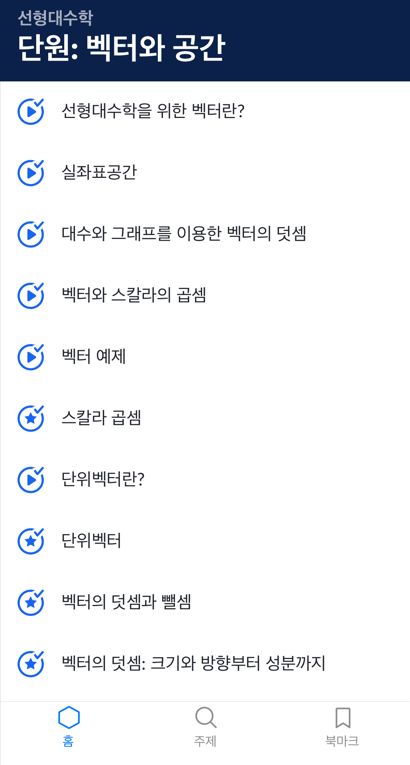 선형대수학
단원: 벡터와 공간
선형대수학을 위한 벡터란?
실좌표공간
대수와 그래프를 이용한 벡터의 덧셈
벡터와 스칼라의 곱셈
벡터 예제
스칼라 곱셈
단위벡터란?
단위벡터
벡터의 덧셈과 뺄셈
벡터의 덧셈: 크기와 방향부터 성분까지
홈 주제 북마크